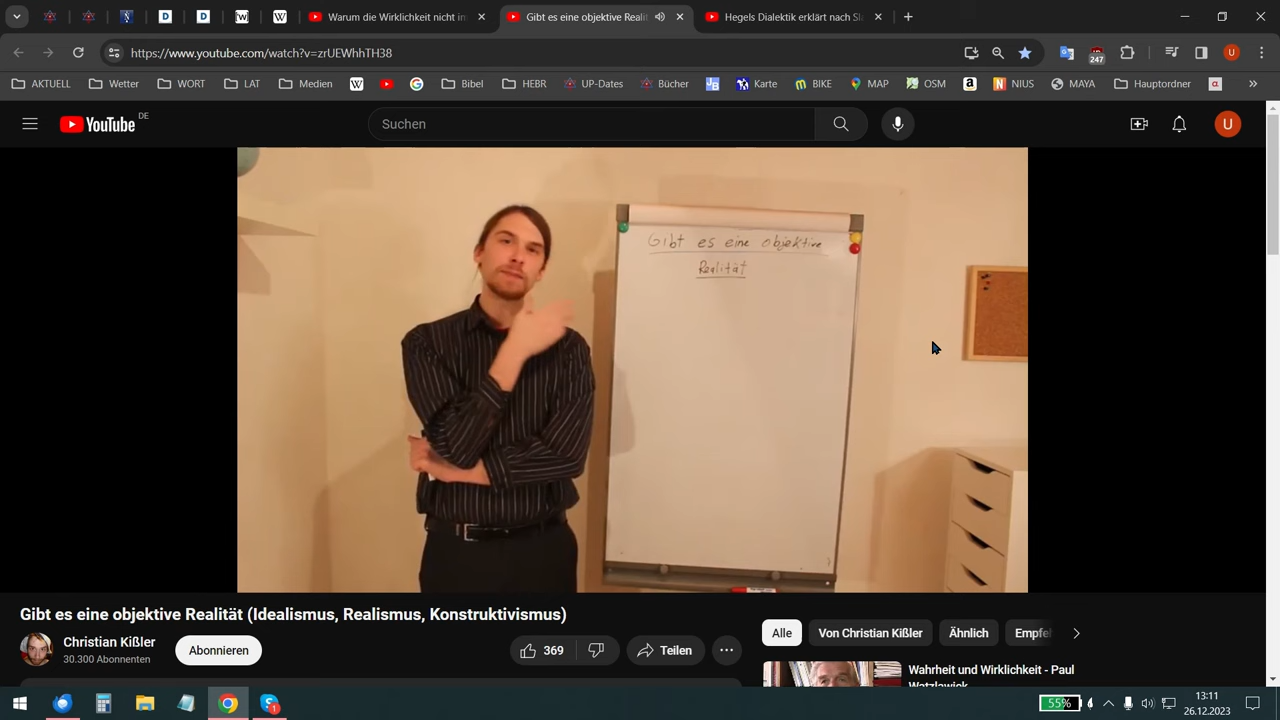 Warum die Wirklichkeit nicht in
Gibt es eine objektive Reali
Hegels Dialektik erklärt nach Sl
https://www.youtube.com/watch?v=zrUEWhhTH38
U
247
AKTUELL
Wetter
WORT
LAT
Medien
W
G
Bibel
HEBR
UP-Dates
Bücher
Karte
BIKE
MAP
OSM
a
N NIUS
MAYA
Hauptordner
α
YouTube DE
Suchen
U
Gibt es eine objektive
Realität
Gibt es eine objektive Realität (Idealismus, Realismus, Konstruktivismus)
Christian Kißler
30.300 Abonnenten
Abonnieren
369
Teilen
Alle
Von Christian Kißler
Ähnlich
Empfe
Wahrheit und Wirklichkeit - Paul
Watzlawick
55%
13:11
26.12.2023